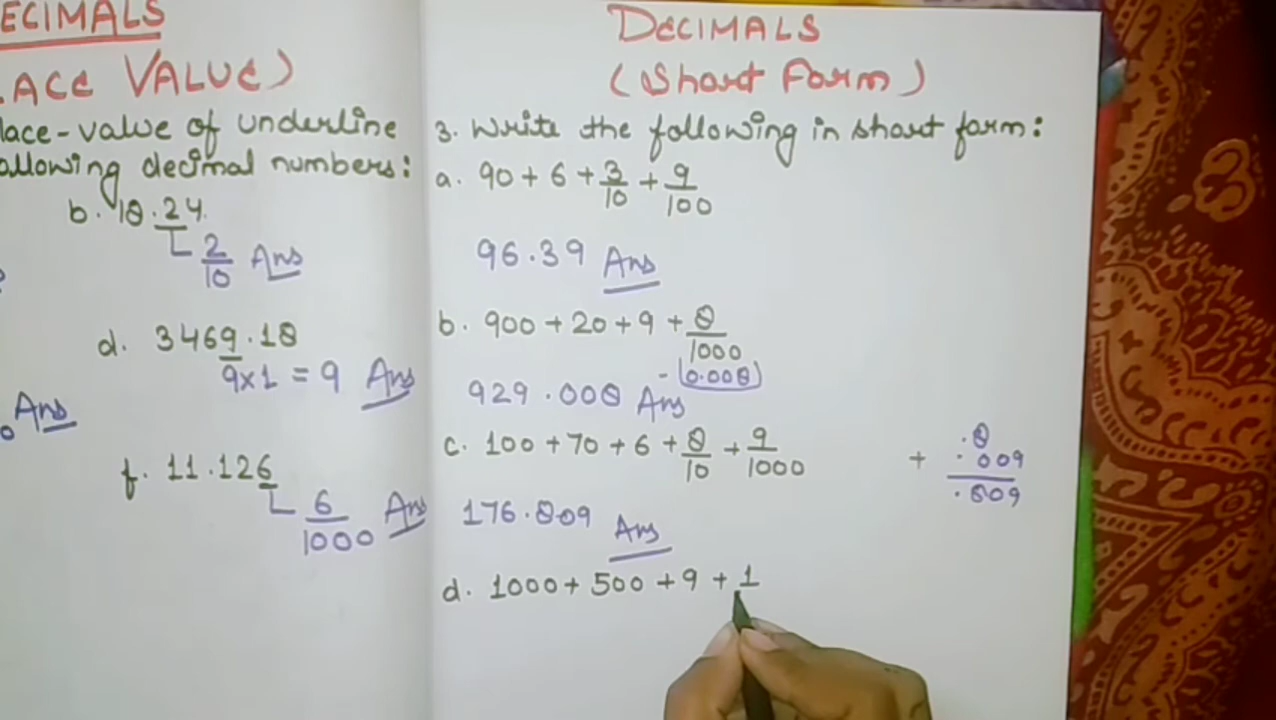 ECIMALS
LACE VALUE)
lace-value of underline
ollowing decimal numbers:
b. 18.24.
2/10 Ans
d. 3469.18
9x1 = 9 Ans
Ans
f. 11.126
6/1000 Ans
DECIMALS
(Short Form)
3. Write the following in short form:
a. 90 + 6 + 3/10 + 9/100
96.39 Ans
b. 900 + 20 + 9 + 8/1000
- 0.008
929.008 Ans
c. 100 + 70 + 6 + 8/10 + 9/1000
.8
+ .009
.809
176.809 Ans
d. 1000 + 500 + 9 + 1